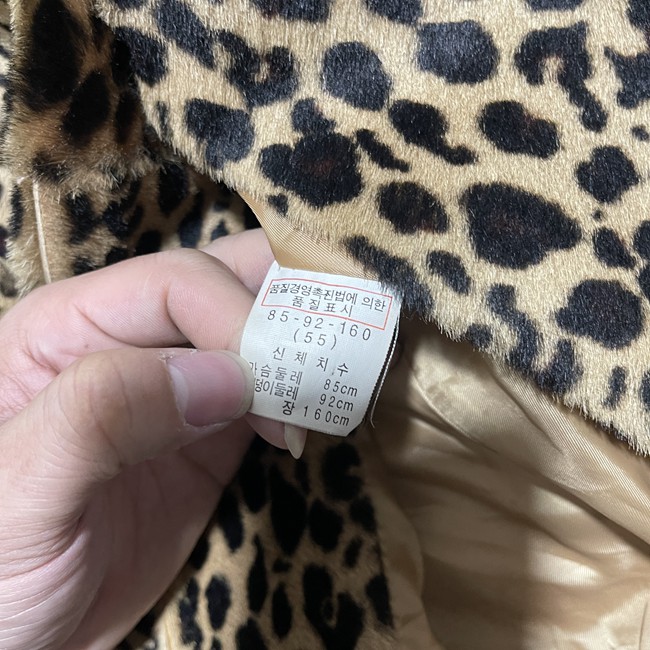 품질경영촉진법에 의한
품질표시
85-92-160
(55)
신체치수
가슴둘레 85cm
덩이둘레 92cm
장 160cm